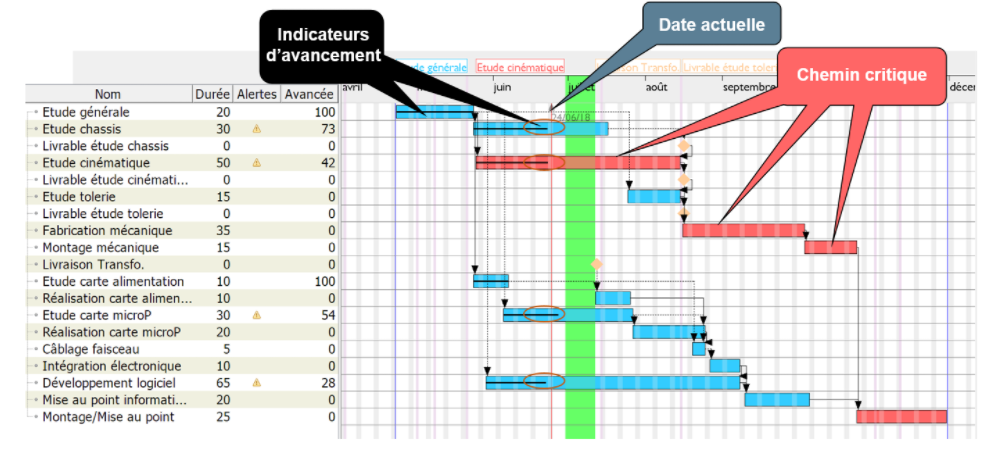 Indicateurs
d'avancement
Date actuelle
Chemin critique
générale
Etude cinématique
Transfo.
Livrable étude
avril
juin
juillet
août
septembre
Nom Durée Alertes Avancée
24/06/18
Etude générale 20 100
Etude chassis 30 73
Livrable étude chassis 0 0
Etude cinématique 50 42
Livrable étude cinémati... 0 0
Etude tolerie 15 0
Livrable étude tolerie 0 0
Fabrication mécanique 35 0
Montage mécanique 15 0
Livraison Transfo. 0 0
Etude carte alimentation 10 100
Réalisation carte alimen... 10 0
Etude carte microP 30 54
Réalisation carte microP 20 0
Câblage faisceau 5 0
Intégration électronique 10 0
Développement logiciel 65 28
Mise au point informati... 20 0
Montage/Mise au point 25 0